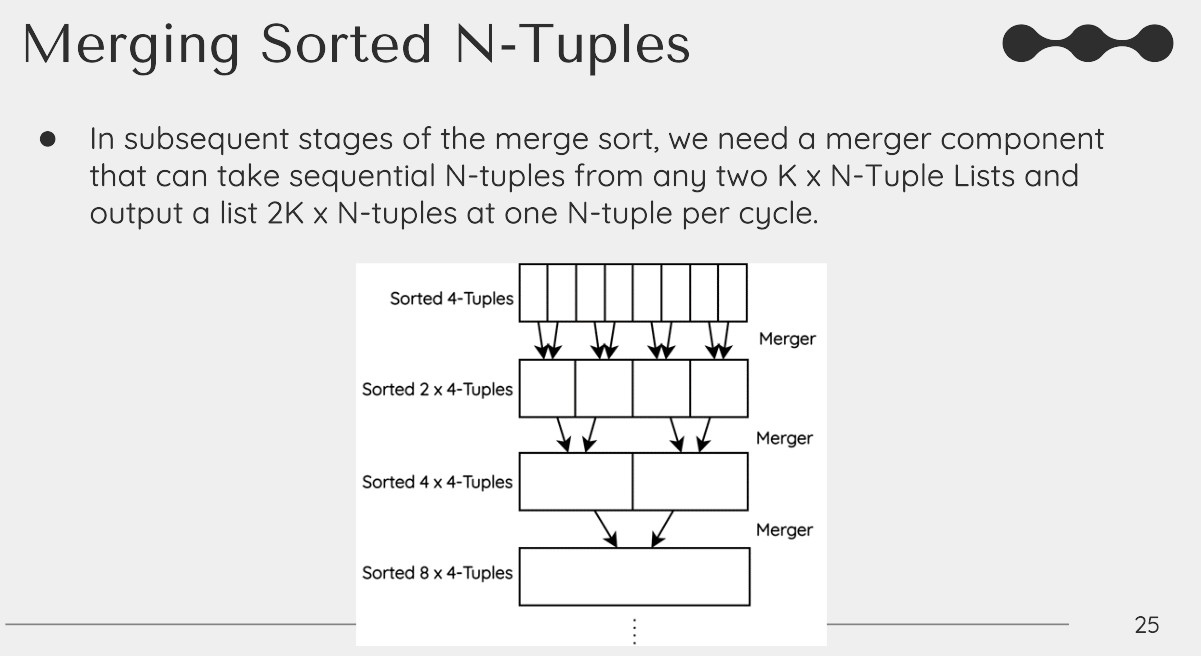 Merging Sorted N-Tuples
● In subsequent stages of the merge sort, we need a merger component
that can take sequential N-tuples from any two K x N-Tuple Lists and
output a list 2K x N-tuples at one N-tuple per cycle.
Sorted 4-Tuples
Merger
Sorted 2 x 4-Tuples
Merger
Sorted 4 x 4-Tuples
Merger
Sorted 8 x 4-Tuples
25